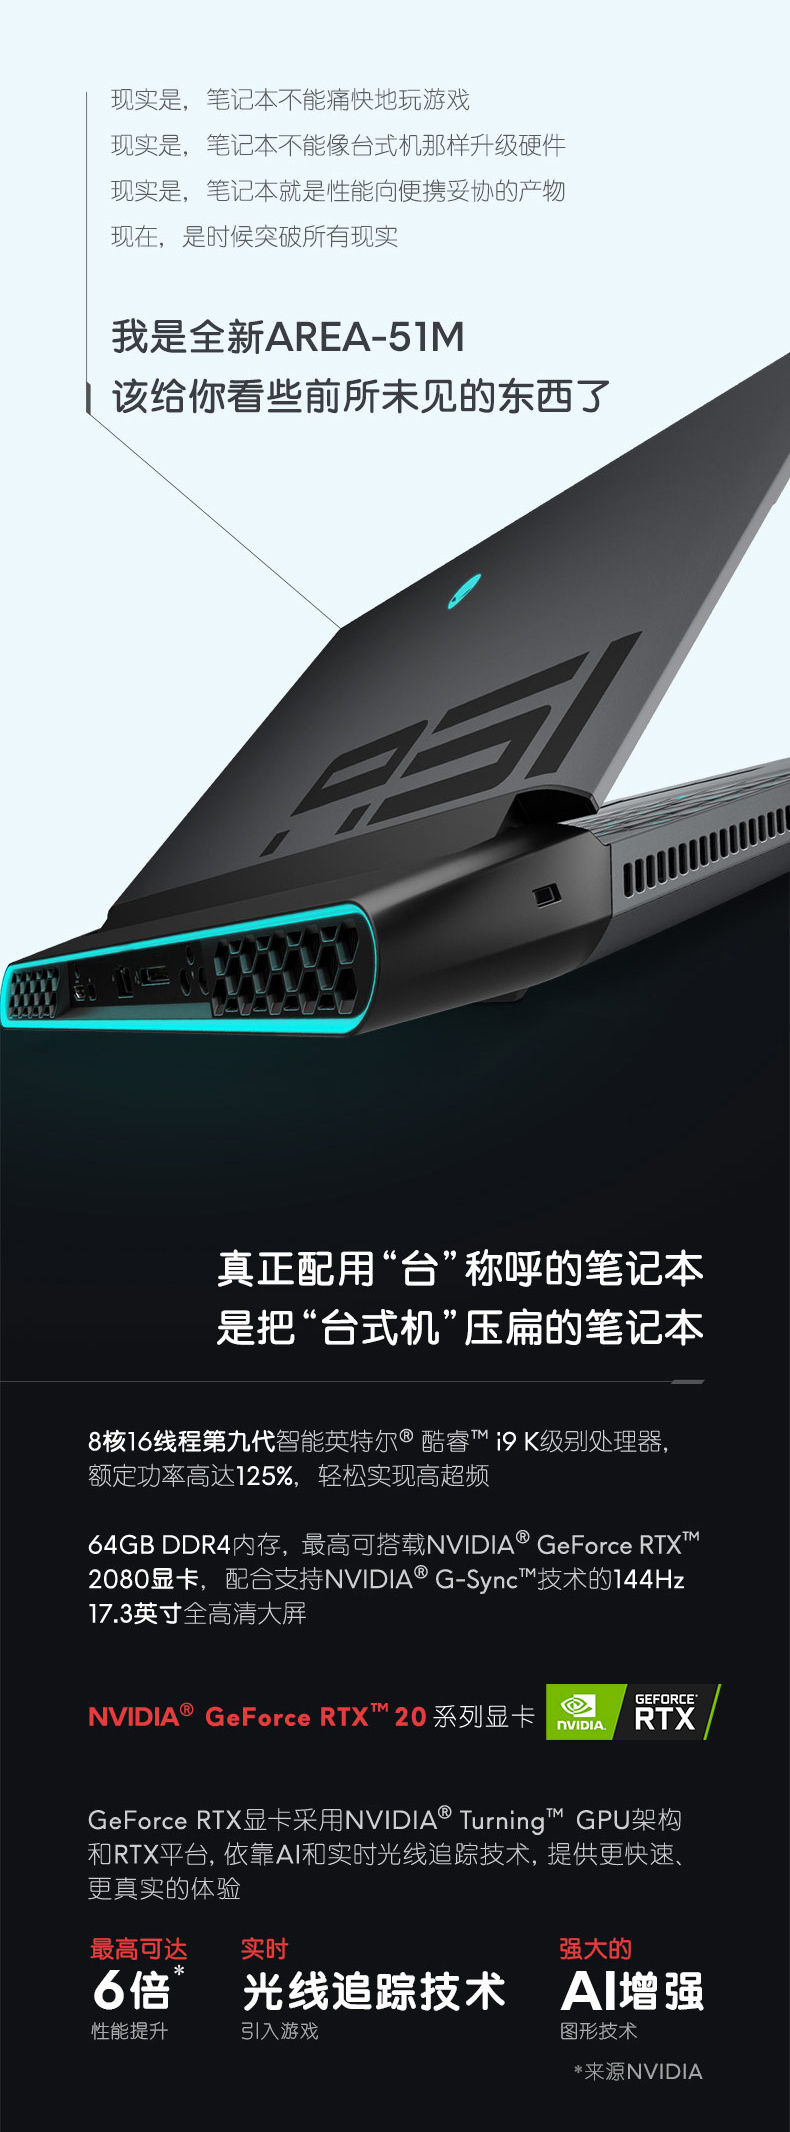 现实是，笔记本不能痛快地玩游戏
现实是，笔记本不能像台式机那样升级硬件
现实是，笔记本就是性能向便携妥协的产物
现在，是时候突破所有现实
我是全新AREA-51M
该给你看些前所未见的东西了
A51
真正配用“台”称呼的笔记本
是把“台式机”压扁的笔记本
8核16线程第九代智能英特尔® 酷睿™ i9 K级别处理器，
额定功率高达125%，轻松实现高超频
64GB DDR4内存，最高可搭载NVIDIA® GeForce RTX™
2080显卡，配合支持NVIDIA® G-Sync™技术的144Hz
17.3英寸全高清大屏
NVIDIA® GeForce RTX™ 20 系列显卡
NVIDIA. GEFORCE® RTX
GeForce RTX显卡采用NVIDIA® Turning™ GPU架构
和RTX平台，依靠AI和实时光线追踪技术，提供更快速、
更真实的体验
最高可达 实时 强大的
6倍* 光线追踪技术 AI增强
性能提升 引入游戏 图形技术
*来源NVIDIA